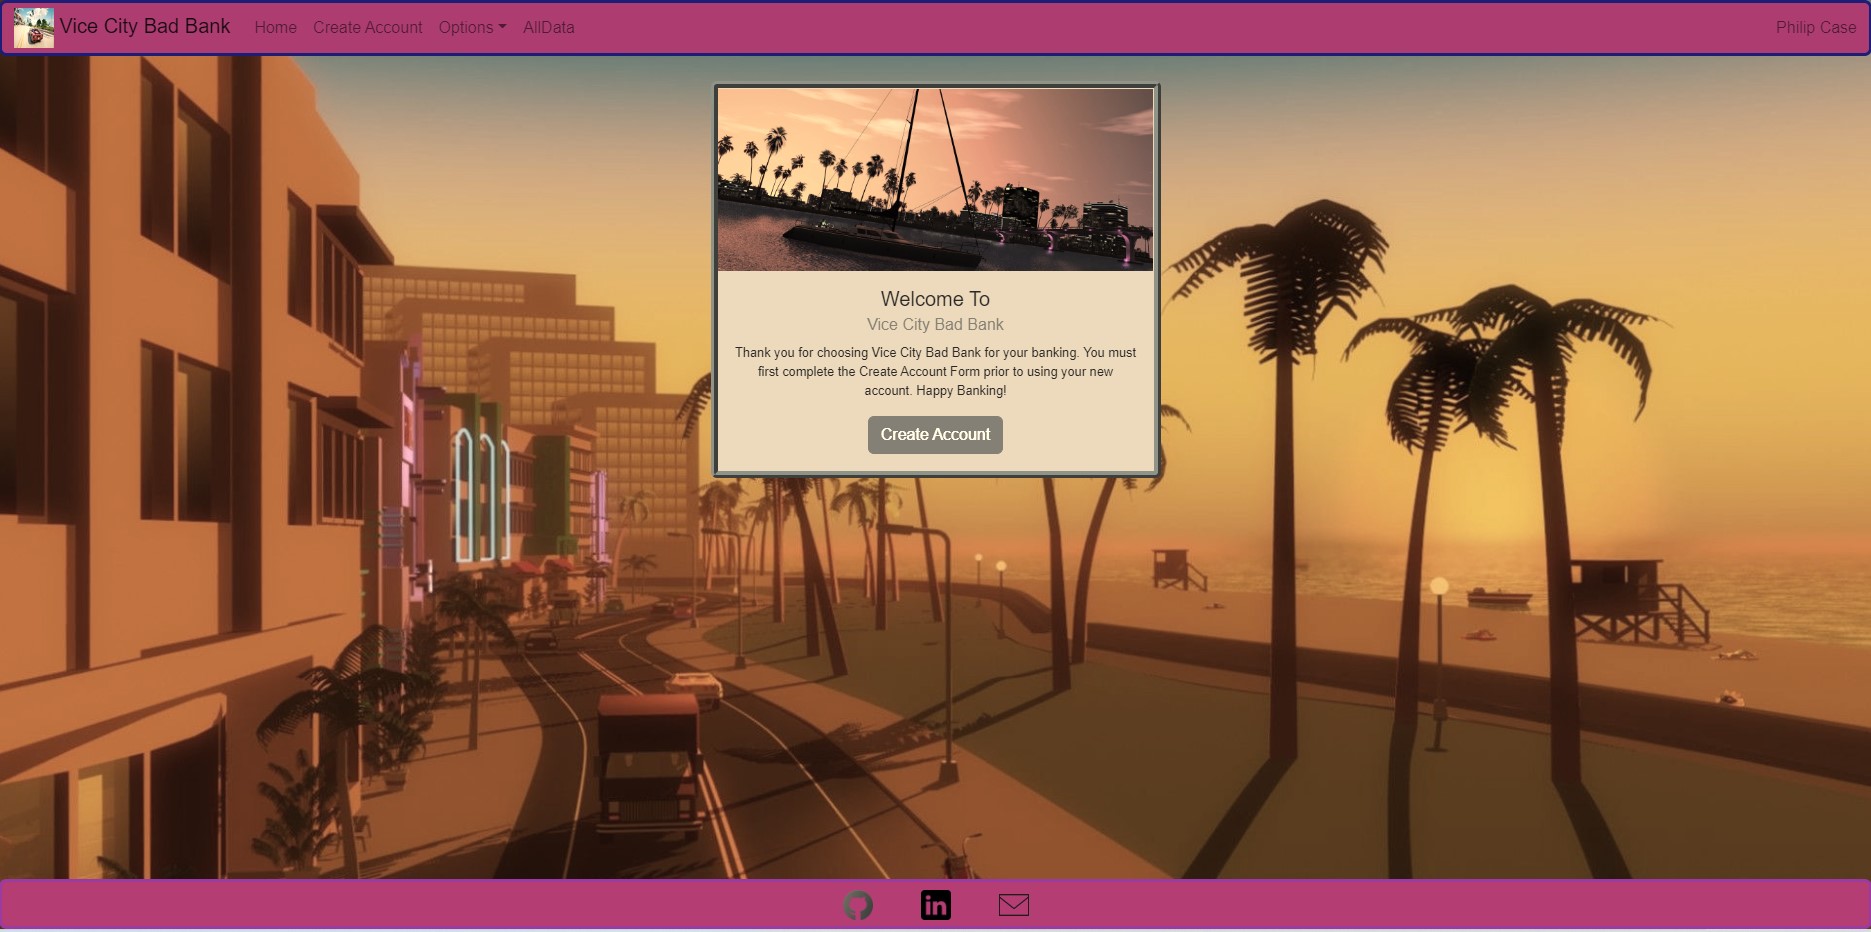 Vice City Bad Bank Home Create Account Options AllData Philip Case
Welcome To
Vice City Bad Bank
Thank you for choosing Vice City Bad Bank for your banking. You must
first complete the Create Account Form prior to using your new
account. Happy Banking!
Create Account
in